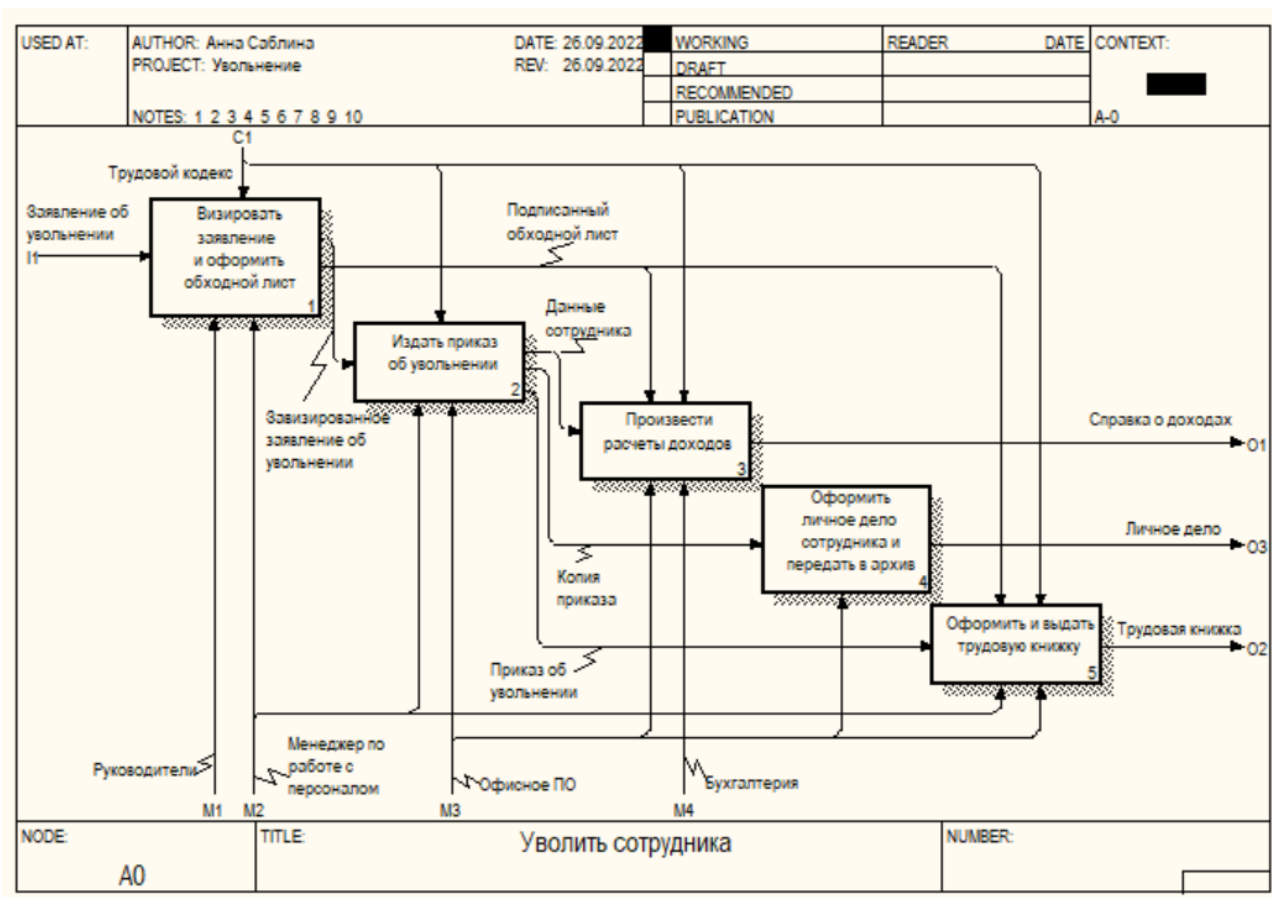 USED AT:
AUTHOR: Анна Саблина
DATE: 26.09.2022
WORKING
READER
DATE
CONTEXT:
PROJECT: Увольнение
REV: 26.09.2022
DRAFT
RECOMMENDED
NOTES: 1 2 3 4 5 6 7 8 9 10
PUBLICATION
A-0
C1
Трудовой кодекс
Заявление об
увольнении
I1
Визировать
заявление
и оформить
обходной лист
1
Подписанный
обходной лист
Данные
сотрудника
Издать приказ
об увольнении
2
Завизированное
заявление об
увольнении
Произвести
расчеты доходов
3
Справка о доходах
O1
Оформить
личное дело
сотрудника и
передать в архив
4
Личное дело
O3
Копия
приказа
Оформить и выдать
трудовую книжку
5
Трудовая книжка
O2
Приказ об
увольнении
Руководители
Менеджер по
работе с
персоналом
Офисное ПО
Бухгалтерия
M1
M2
M3
M4
NODE:
A0
TITLE:
Уволить сотрудника
NUMBER: